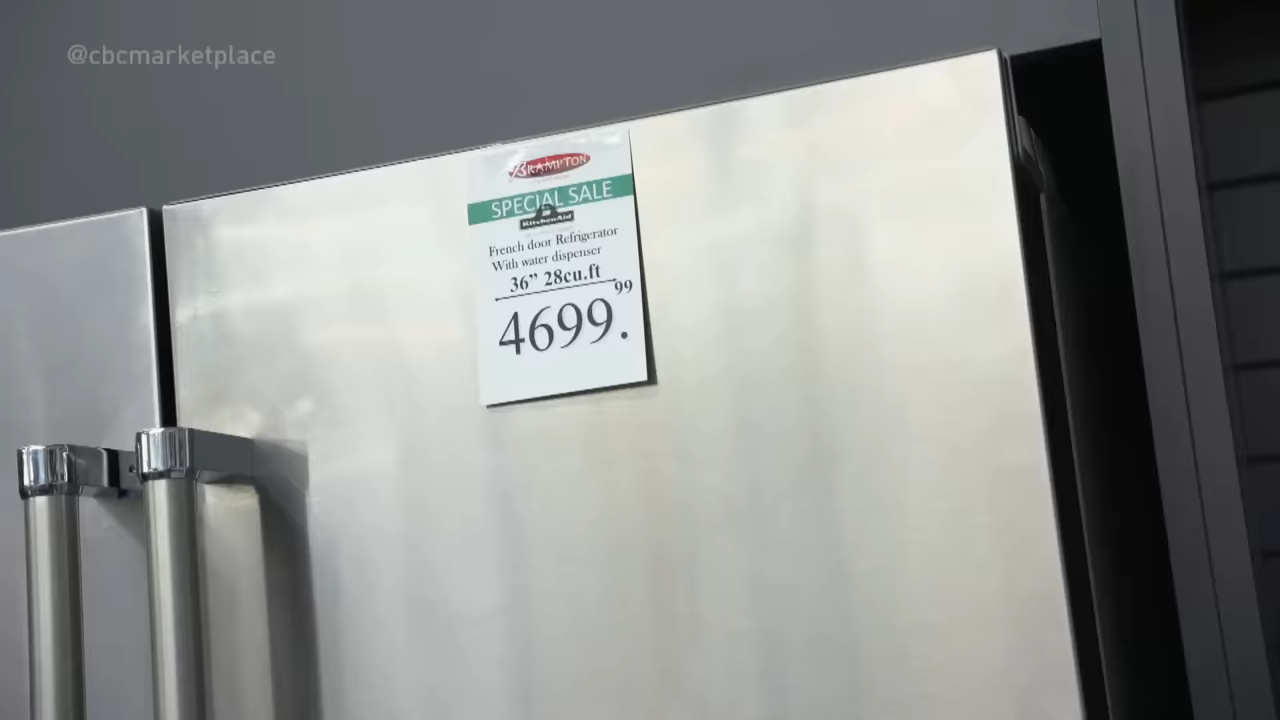 @cbcmarketplace
BRAMPTON
SPECIAL SALE
KitchenAid
French door Refrigerator
With water dispenser
36” 28cu.ft
4699.99